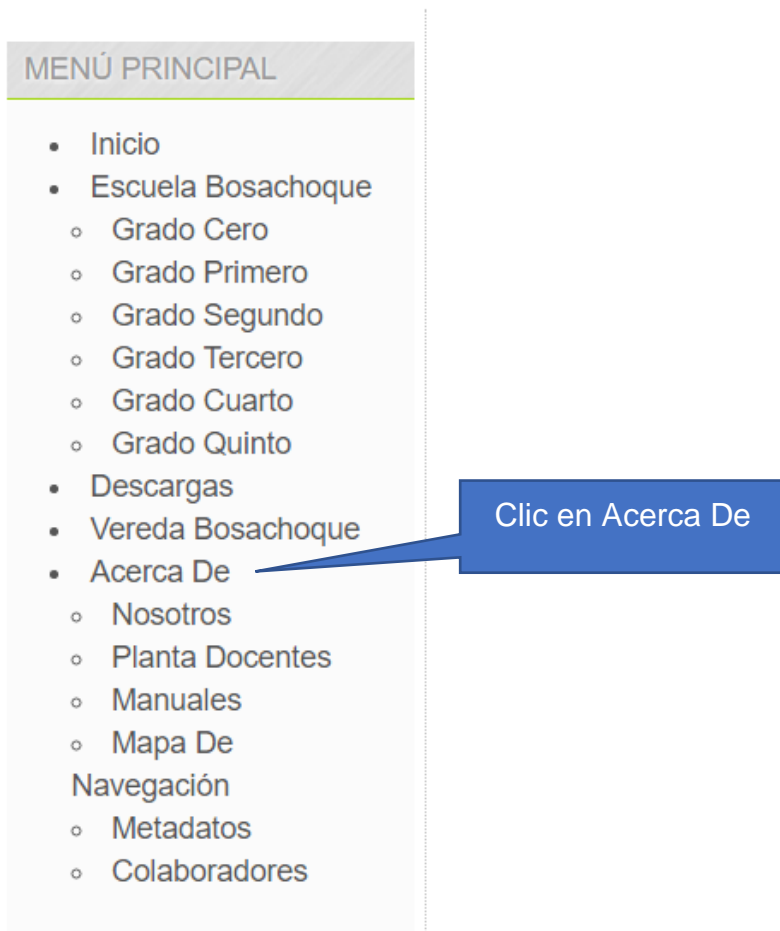 MENÚ PRINCIPAL
Inicio
Escuela Bosachoque
Grado Cero
Grado Primero
Grado Segundo
Grado Tercero
Grado Cuarto
Grado Quinto
Descargas
Vereda Bosachoque
Acerca De
Clic en Acerca De
Nosotros
Planta Docentes
Manuales
Mapa De
Navegación
Metadatos
Colaboradores